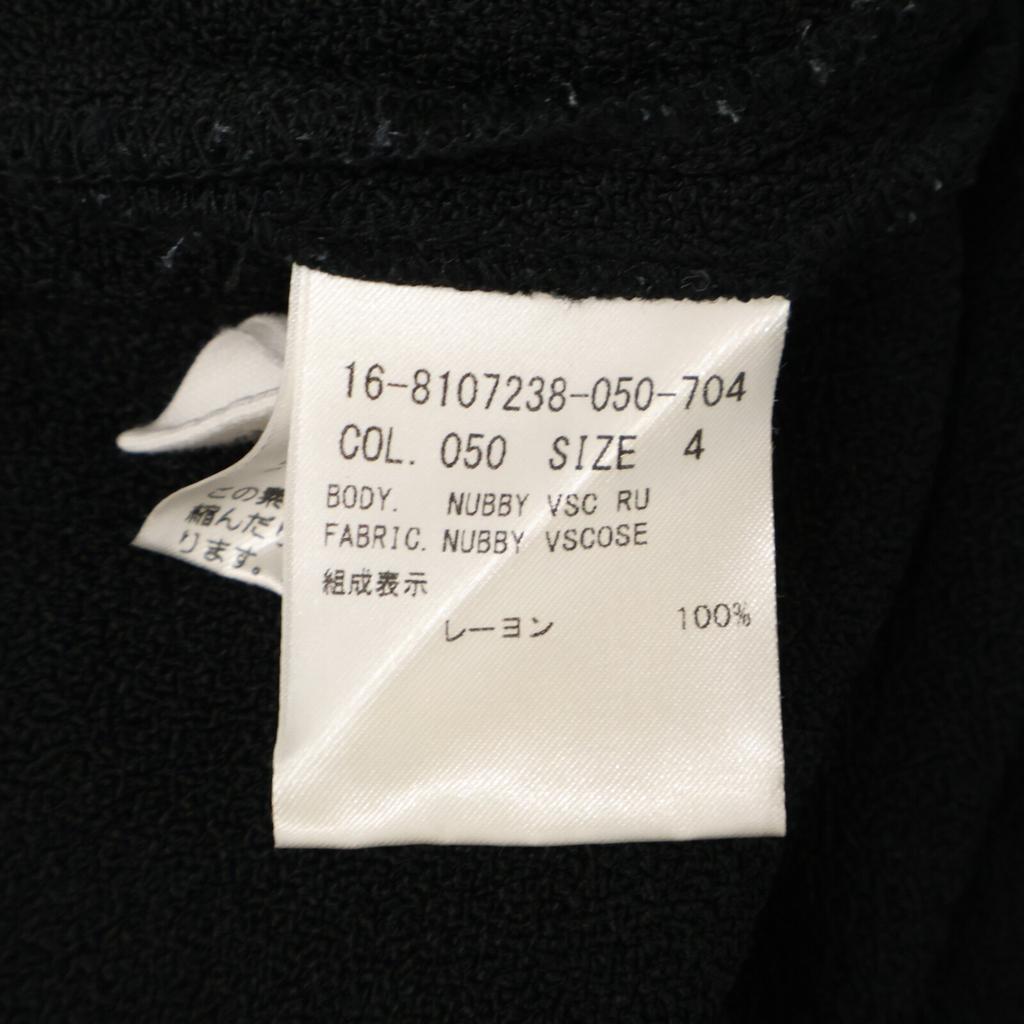 16-8107238-050-704
COL. 050 SIZE 4
BODY. NUBBY VSC RU
FABRIC. NUBBY VSCOSE
組成表示
レーヨン 100%
この
縮んだり
ります。